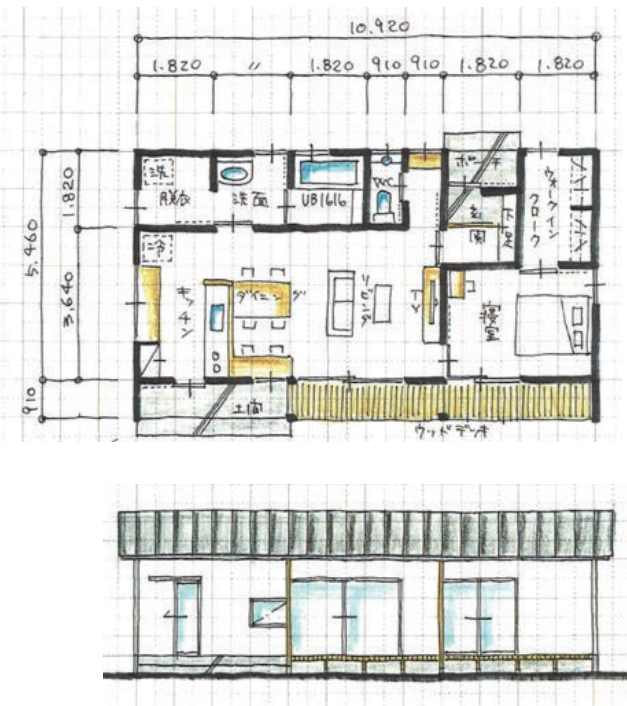 10.920
1.820
〃
1.820
910
910
1.820
1.820
5.460
1.820
3.640
910
洗
脱衣
洗面
UB1616
WC
ポーチ
玄関
下足
ウォークイン
クローク
冷
キッチン
ダイニング
リビング
TV
寝室
土間
ウッドデッキ